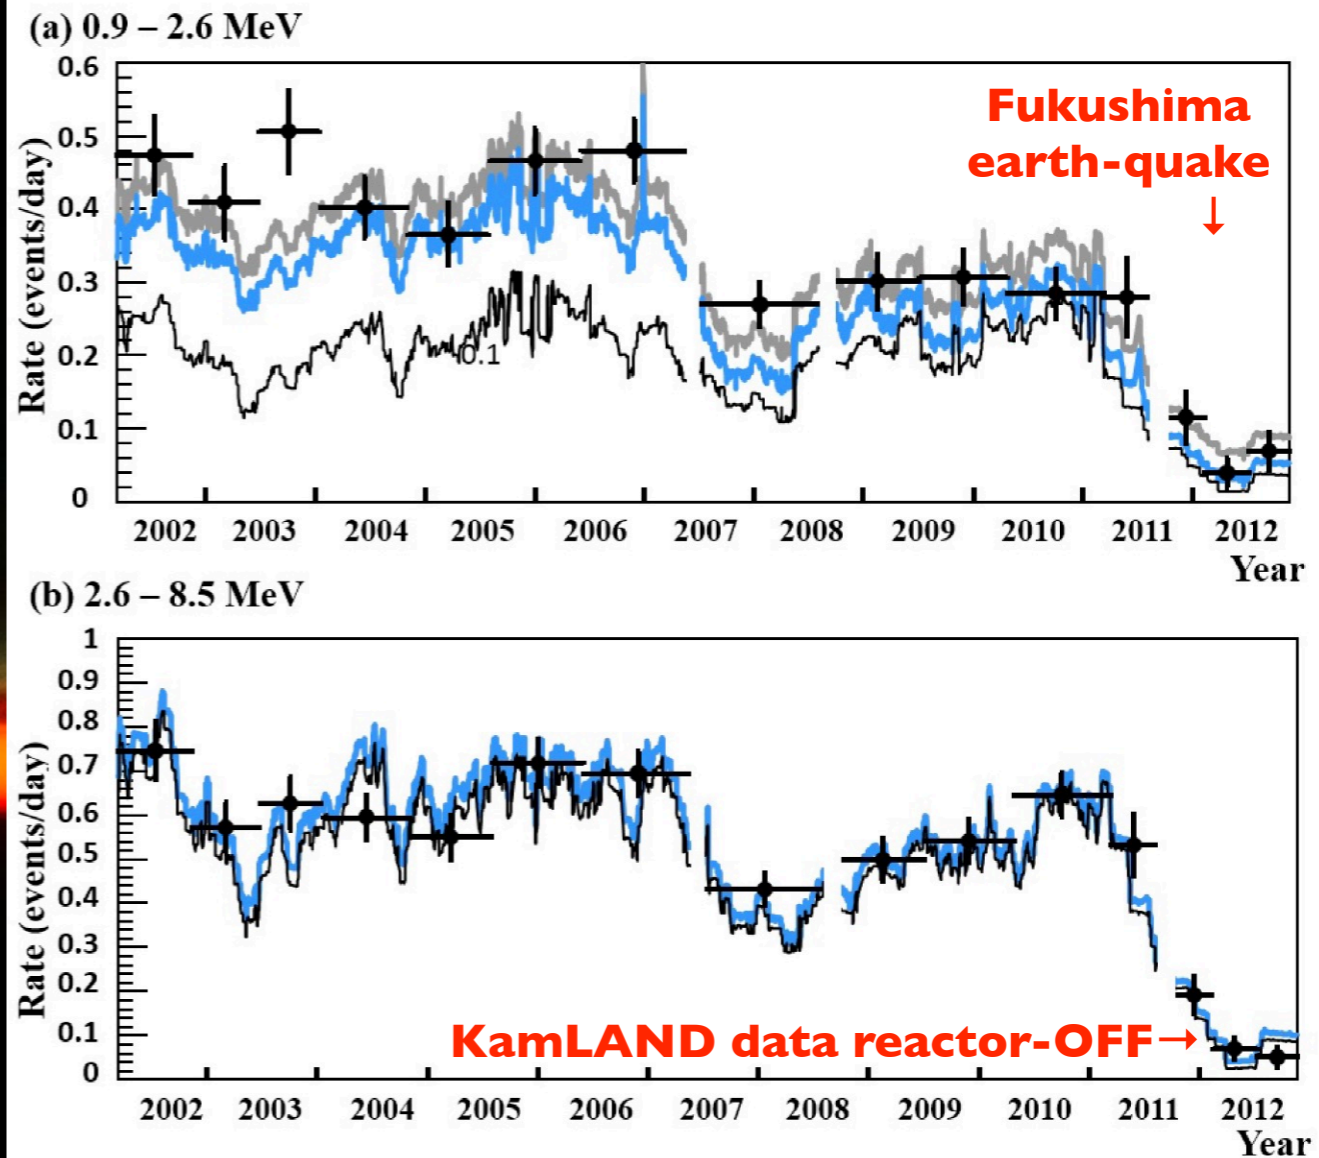 (a) 0.9 – 2.6 MeV
0.6
0.5
0.4
0.3
0.2
0.1
0
Rate (events/day)
Fukushima
earth-quake
↓
0.1
2002 2003 2004 2005 2006 2007 2008 2009 2010 2011 2012
Year
(b) 2.6 – 8.5 MeV
1
0.9
0.8
0.7
0.6
0.5
0.4
0.3
0.2
0.1
0
Rate (events/day)
KamLAND data reactor-OFF→
2002 2003 2004 2005 2006 2007 2008 2009 2010 2011 2012
Year